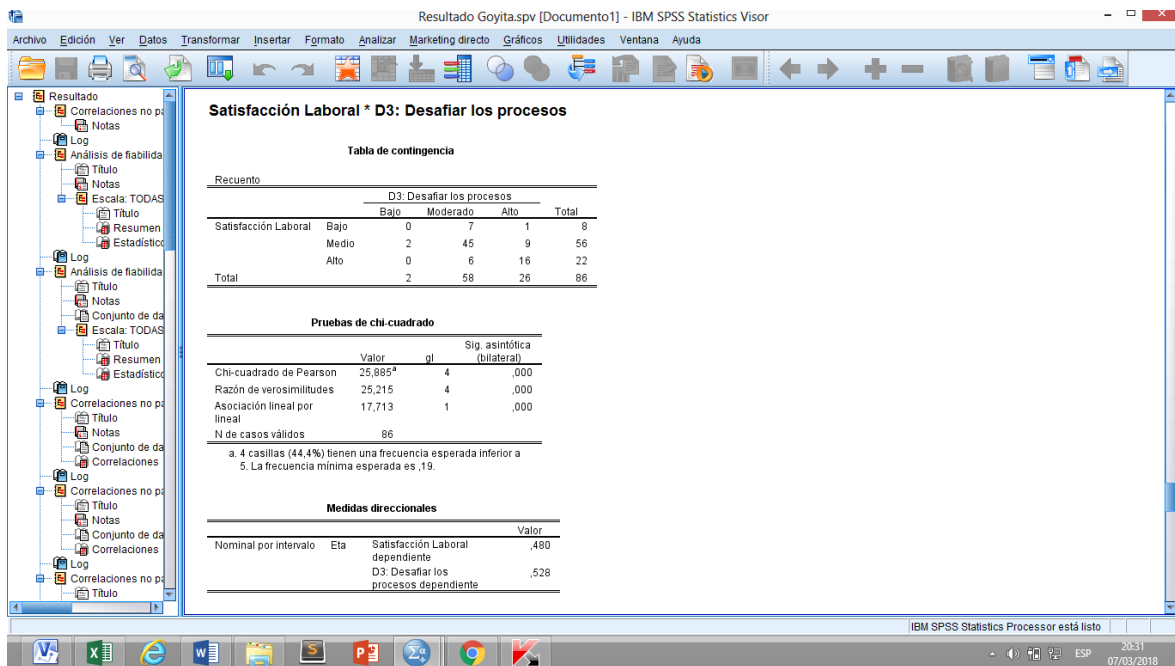 Resultado Goyita.spv [Documento1] - IBM SPSS Statistics Visor
Archivo Edición Ver Datos Transformar Insertar Formato Analizar Marketing directo Gráficos Utilidades Ventana Ayuda
Resultado
Correlaciones no pa
Notas
Log
Análisis de fiabilida
Título
Notas
Escala: TODAS
Título
Resumen
Estadístico
Log
Análisis de fiabilida
Título
Notas
Conjunto de da
Escala: TODAS
Título
Resumen
Estadístico
Log
Correlaciones no pa
Título
Notas
Conjunto de da
Correlaciones
Log
Correlaciones no pa
Título
Notas
Conjunto de da
Correlaciones
Log
Correlaciones no pa
Título
Satisfacción Laboral * D3: Desafiar los procesos
Tabla de contingencia
Recuento
D3: Desafiar los procesos
Bajo Moderado Alto Total
Satisfacción Laboral Bajo 0 7 1 8
Medio 2 45 9 56
Alto 0 6 16 22
Total 2 58 26 86
Pruebas de chi-cuadrado
Valor gl Sig. asintótica (bilateral)
Chi-cuadrado de Pearson 25,885a 4 ,000
Razón de verosimilitudes 25,215 4 ,000
Asociación lineal por lineal 17,713 1 ,000
N de casos válidos 86
a. 4 casillas (44,4%) tienen una frecuencia esperada inferior a
5. La frecuencia mínima esperada es ,19.
Medidas direccionales
Valor
Nominal por intervalo Eta Satisfacción Laboral dependiente ,480
D3: Desafiar los procesos dependiente ,528
IBM SPSS Statistics Processor está listo
ESP
20:31
07/03/2018